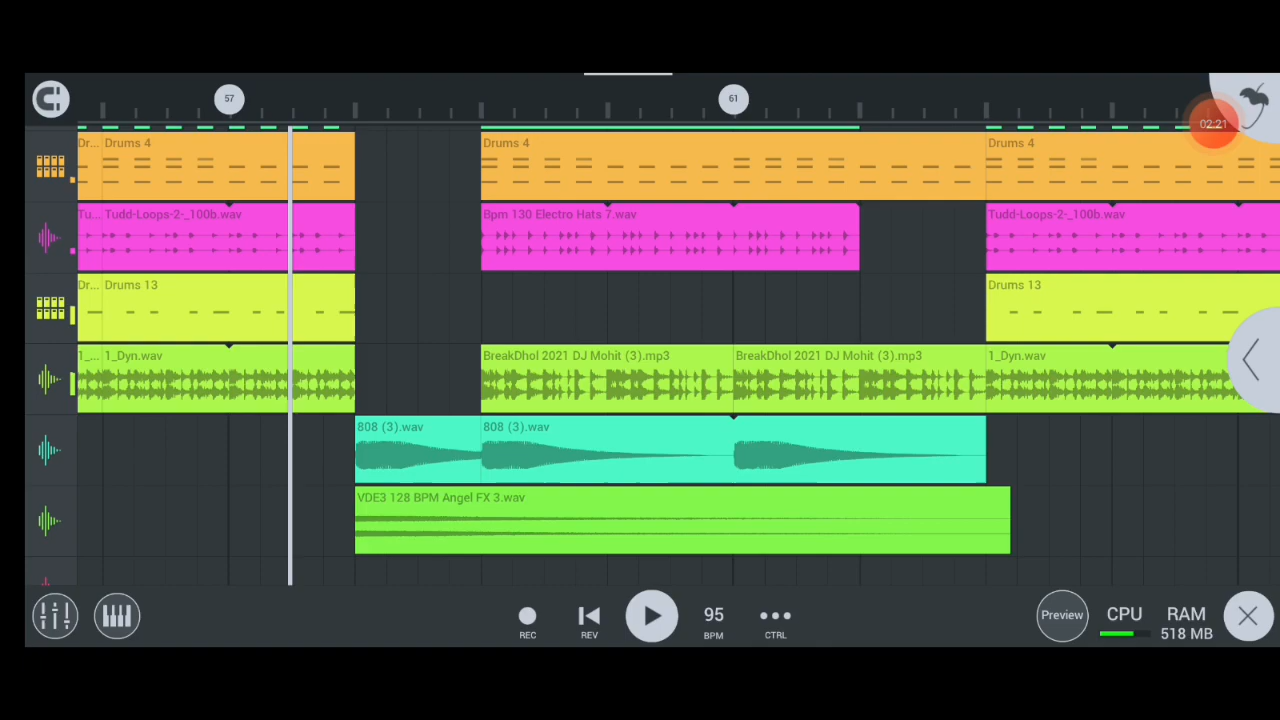 57
61
02:21
Dr... Drums 4
Drums 4
Drums 4
Tu... Tudd-Loops-2-_100b.wav
Bpm 130 Electro Hats 7.wav
Tudd-Loops-2-_100b.wav
Dr... Drums 13
Drums 13
1_... 1_Dyn.wav
BreakDhol 2021 DJ Mohit (3).mp3
BreakDhol 2021 DJ Mohit (3).mp3
1_Dyn.wav
808 (3).wav
808 (3).wav
VDE3 128 BPM Angel FX 3.wav
REC
REV
95
BPM
CTRL
Preview
CPU
RAM
518 MB